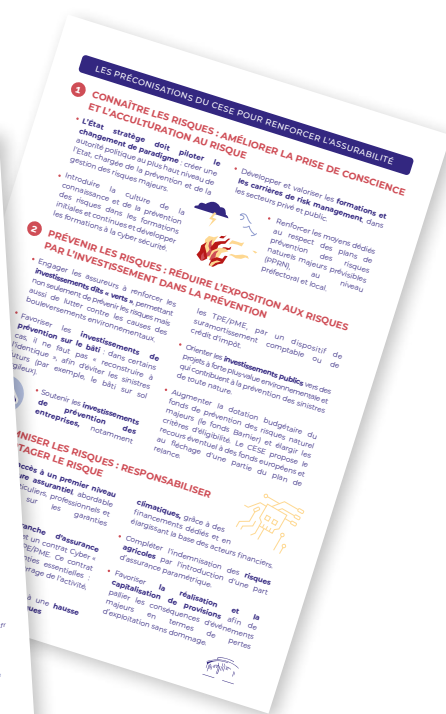 LES PRÉCONISATIONS DU CESE POUR RENFORCER L'ASSURABILITÉ
1
CONNAÎTRE LES RISQUES : AMÉLIORER LA PRISE DE CONSCIENCE
ET L'ACCULTURATION AU RISQUE
• L'État stratège doit piloter le
changement de paradigme : créer une
autorité politique au plus haut niveau de
l'État, chargée de la prévention et de la
gestion des risques majeurs.
• Introduire la culture de la
connaissance et de la prévention
des risques dans les formations
initiales et continues et développer
les formations à la cyber sécurité.
• Développer et valoriser les formations et
les carrières de risk management, dans
les secteurs privé et public.
• Renforcer les moyens dédiés
au respect des plans de
prévention des risques
naturels majeurs prévisibles
(PPRN), au niveau
préfectoral et local.
2
PRÉVENIR LES RISQUES : RÉDUIRE L'EXPOSITION AUX RISQUES
PAR L'INVESTISSEMENT DANS LA PRÉVENTION
• Engager les assureurs à renforcer les
investissements dits « verts », permettant
non seulement de prévenir les risques mais
aussi de lutter contre les causes des
bouleversements environnementaux.
• Favoriser les investissements de
prévention sur le bâti : dans certains
cas, il ne faut pas « reconstruire à
l'identique », afin d'éviter les sinistres
futurs (par exemple, le bâti sur sol
argileux).
• Soutenir les investissements
de prévention des
entreprises, notamment
les TPE/PME, par un dispositif de
suramortissement comptable ou de
crédit d'impôt.
• Orienter les investissements publics vers des
projets à forte plus-value environnementale et
qui contribuent à la prévention des sinistres
de toute nature.
• Augmenter la dotation budgétaire du
fonds de prévention des risques naturel
majeurs (le fonds Barnier) et élargir les
critères d'éligibilité. Le CESE propose le
recours éventuel à des fonds européens et
au fléchage d'une partie du plan de
relance.
MNISER LES RISQUES : RESPONSABILISER
TAGER LE RISQUE
accès à un premier niveau
ure assurantiel, abordable
ticuliers, professionnels et
sur les garanties
anche d'assurance
et un contrat Cyber «
PE/PME. Ce contrat
nties essentielles :
vrage de l'activité,
à une hausse
ques
climatiques, grâce à des
financements dédiés et en
élargissant la base des acteurs financiers.
• Compléter l'indemnisation des risques
agricoles par l'introduction d'une part
d'assurance paramétrique.
• Favoriser la réalisation et la
capitalisation de provisions afin de
pallier les conséquences d'événements
majeurs en termes de pertes
d'exploitation sans dommage.